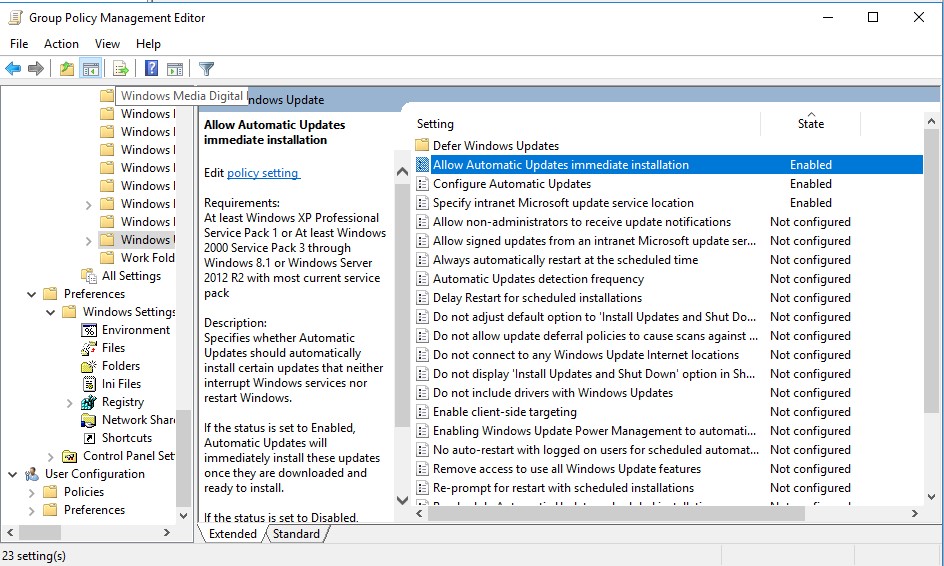 Group Policy Management Editor
File Action View Help
Windows Media Digital
Windows
Windows
Windows
Windows
Windows
Windows
Windows
Windows
Work Fold
All Settings
Preferences
Windows Settings
Environment
Files
Folders
Ini Files
Registry
Network Shar
Shortcuts
Control Panel Set
User Configuration
Policies
Preferences
ndows Update
Allow Automatic Updates
immediate installation
Edit policy setting
Requirements:
At least Windows XP Professional
Service Pack 1 or At least Windows
2000 Service Pack 3 through
Windows 8.1 or Windows Server
2012 R2 with most current service
pack
Description:
Specifies whether Automatic
Updates should automatically
install certain updates that neither
interrupt Windows services nor
restart Windows.
If the status is set to Enabled,
Automatic Updates will
immediately install these updates
once they are downloaded and
ready to install.
If the status is set to Disabled,
Setting State
Defer Windows Updates
Allow Automatic Updates immediate installation Enabled
Configure Automatic Updates Enabled
Specify intranet Microsoft update service location Enabled
Allow non-administrators to receive update notifications Not configured
Allow signed updates from an intranet Microsoft update ser... Not configured
Always automatically restart at the scheduled time Not configured
Automatic Updates detection frequency Not configured
Delay Restart for scheduled installations Not configured
Do not adjust default option to 'Install Updates and Shut Do... Not configured
Do not allow update deferral policies to cause scans against ... Not configured
Do not connect to any Windows Update Internet locations Not configured
Do not display 'Install Updates and Shut Down' option in Sh... Not configured
Do not include drivers with Windows Updates Not configured
Enable client-side targeting Not configured
Enabling Windows Update Power Management to automati... Not configured
No auto-restart with logged on users for scheduled automat... Not configured
Remove access to use all Windows Update features Not configured
Re-prompt for restart with scheduled installations Not configured
Extended Standard
23 setting(s)